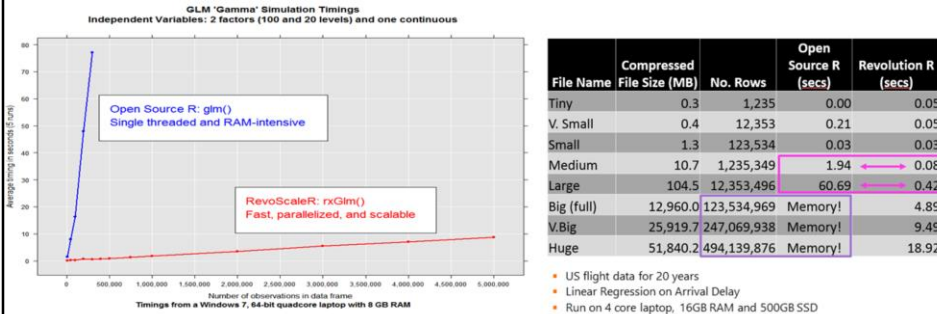 GLM 'Gamma' Simulation Timings
Independent Variables: 2 factors (100 and 20 levels) and one continuous
Average timing in seconds (5 runs)
80
70
60
50
40
30
20
10
0
Open Source R: glm()
Single threaded and RAM-intensive
RevoScaleR: rxGlm()
Fast, parallelized, and scalable
0 500,000 1,000,000 1,500,000 2,000,000 2,500,000 3,000,000 3,500,000 4,000,000 4,500,000 5,000,000
Number of observations in data frame
Timings from a Windows 7, 64-bit quadcore laptop with 8 GB RAM
File Name Compressed File Size (MB) No. Rows Open Source R (secs) Revolution R (secs)
Tiny 0.3 1,235 0.00 0.05
V. Small 0.4 12,353 0.21 0.05
Small 1.3 123,534 0.03 0.03
Medium 10.7 1,235,349 1.94 0.08
Large 104.5 12,353,496 60.69 0.42
Big (full) 12,960.0 123,534,969 Memory! 4.89
V.Big 25,919.7 247,069,938 Memory! 9.49
Huge 51,840.2 494,139,876 Memory! 18.92
US flight data for 20 years
Linear Regression on Arrival Delay
Run on 4 core laptop, 16GB RAM and 500GB SSD